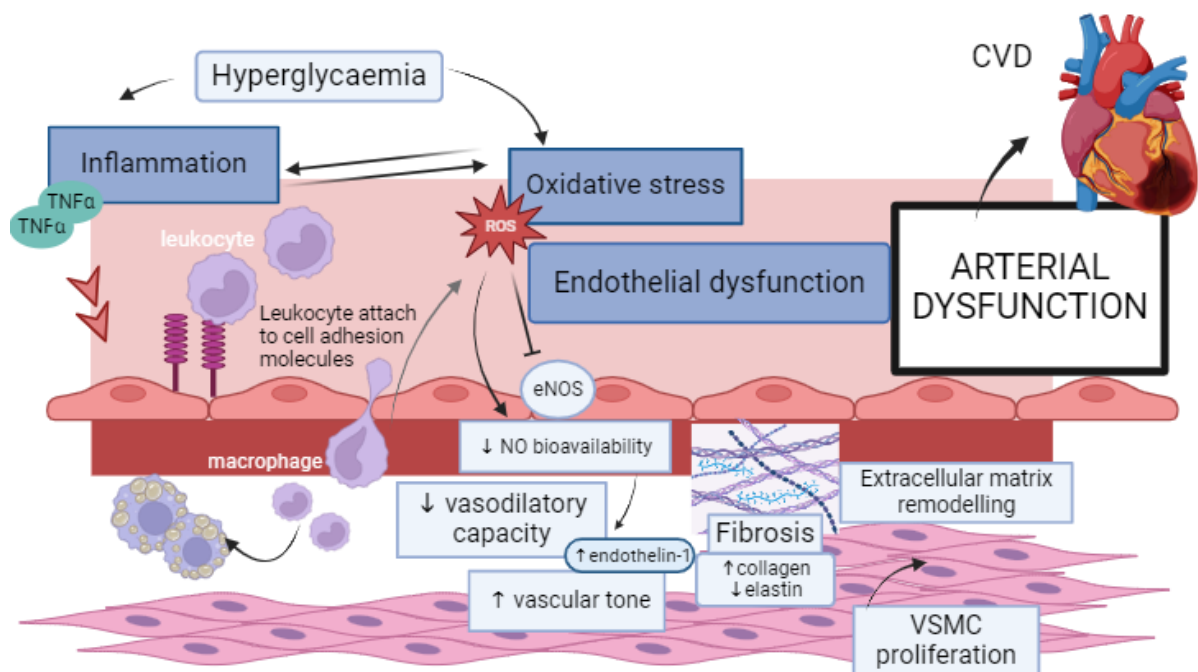 CVD
Hyperglycaemia
Inflammation
TNFα
TNFα
Oxidative stress
ROS
leukocyte
Endothelial dysfunction
ARTERIAL
DYSFUNCTION
Leukocyte attach
to cell adhesion
molecules
eNOS
↓ NO bioavailability
macrophage
Extracellular matrix
remodelling
↓ vasodilatory
capacity
↑ endothelin-1
Fibrosis
↑ collagen
↓ elastin
↑ vascular tone
VSMC
proliferation